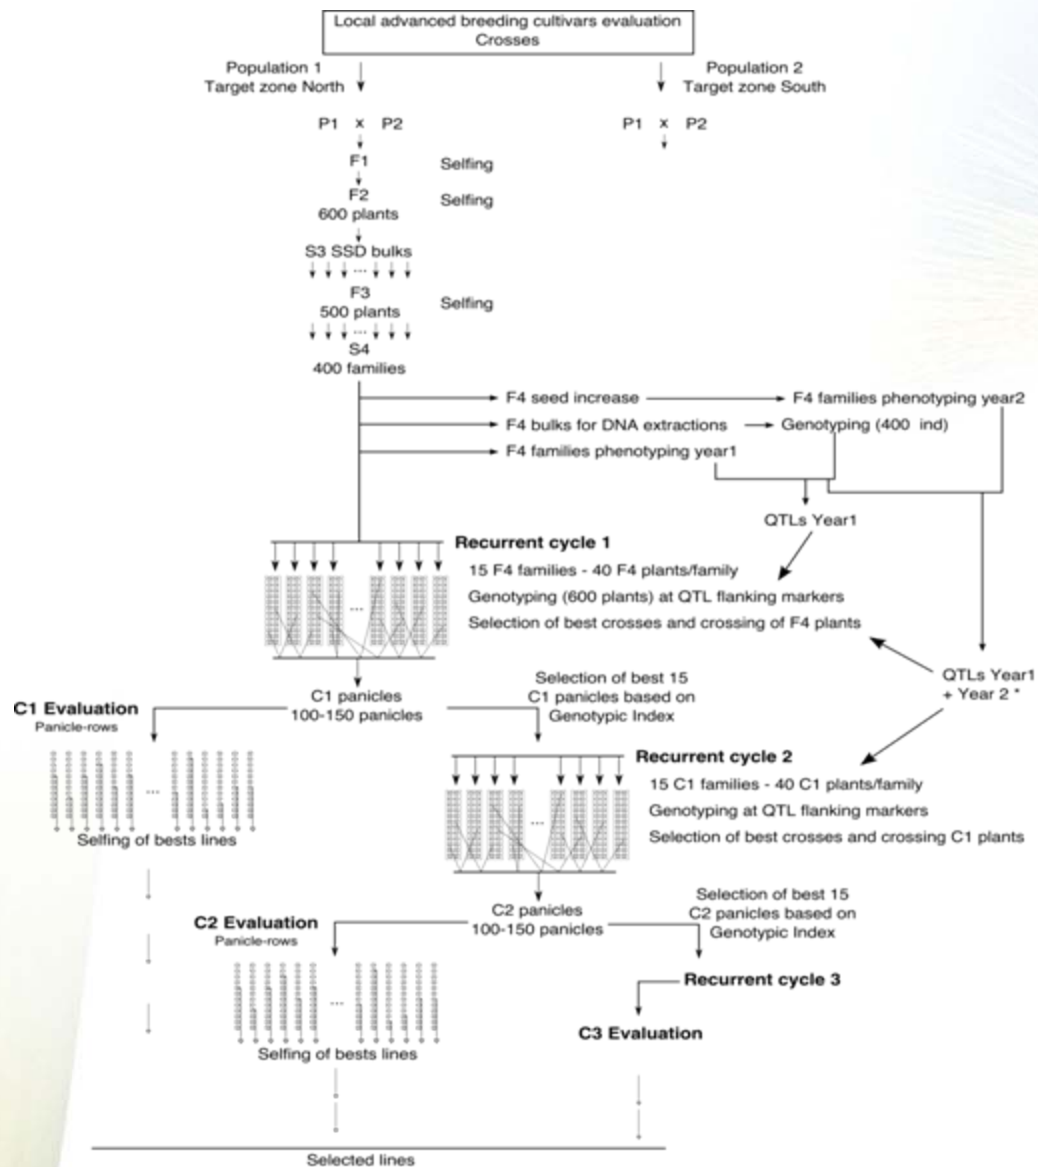 Local advanced breeding cultivars evaluation
Crosses
Population 1
Target zone North
Population 2
Target zone South
P1 x P2
P1 x P2
F1
Selfing
F2
600 plants
Selfing
S3 SSD bulks
...
F3
500 plants
Selfing
...
S4
400 families
F4 seed increase
F4 families phenotyping year2
F4 bulks for DNA extractions
Genotyping (400 ind)
F4 families phenotyping year1
QTLs Year1
Recurrent cycle 1
15 F4 families - 40 F4 plants/family
Genotyping (600 plants) at QTL flanking markers
Selection of best crosses and crossing of F4 plants
...
QTLs Year1
+ Year 2 *
C1 panicles
100-150 panicles
Selection of best 15
C1 panicles based on
Genotypic Index
C1 Evaluation
Panicle-rows
...
Selfing of bests lines
Recurrent cycle 2
15 C1 families - 40 C1 plants/family
Genotyping at QTL flanking markers
Selection of best crosses and crossing C1 plants
...
C2 panicles
100-150 panicles
Selection of best 15
C2 panicles based on
Genotypic Index
C2 Evaluation
Panicle-rows
...
Selfing of bests lines
Recurrent cycle 3
C3 Evaluation
Selected lines